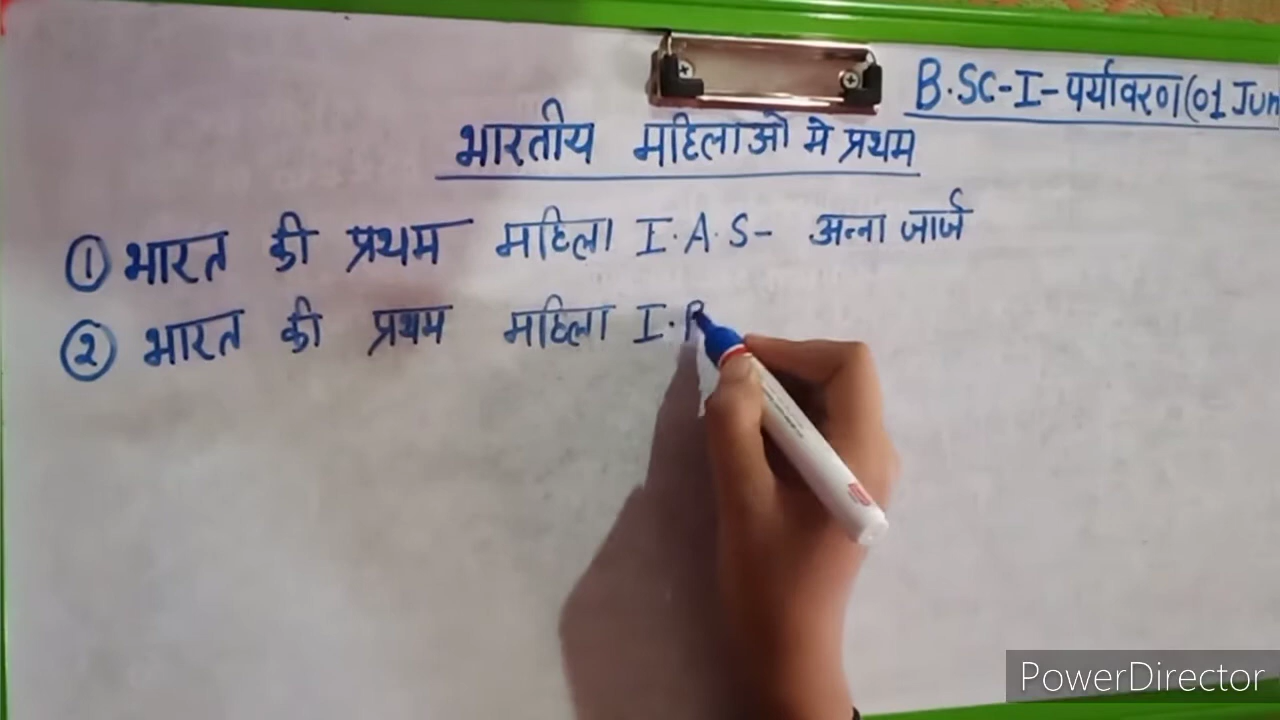 B.SC-I-पर्यावरण(01 Jun
भारतीय महिलाओ मे प्रथम
① भारत की प्रथम महिला I.A.S- अन्ना जार्ज
② भारत की प्रथम महिला I.P
PowerDirector